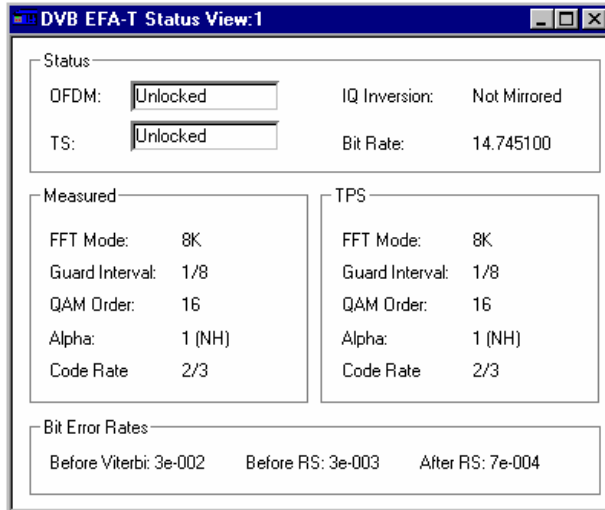 DVB EFA-T Status View:1
Status
OFDM: Unlocked IQ Inversion: Not Mirrored
TS: Unlocked Bit Rate: 14.745100
Measured
FFT Mode: 8K
Guard Interval: 1/8
QAM Order: 16
Alpha: 1 (NH)
Code Rate 2/3
TPS
FFT Mode: 8K
Guard Interval: 1/8
QAM Order: 16
Alpha: 1 (NH)
Code Rate 2/3
Bit Error Rates
Before Viterbi: 3e-002 Before RS: 3e-003 After RS: 7e-004